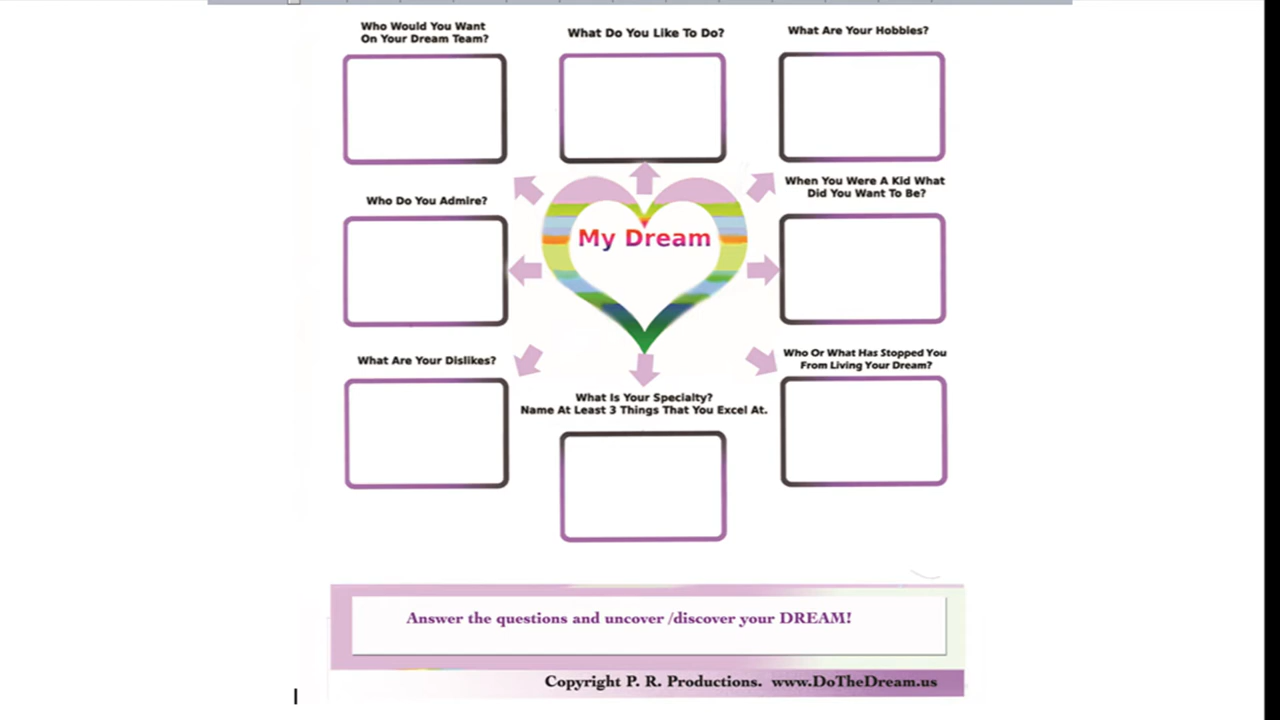 Who Would You Want
On Your Dream Team?
What Do You Like To Do?
What Are Your Hobbies?
Who Do You Admire?
My Dream
When You Were A Kid What
Did You Want To Be?
What Are Your Dislikes?
What Is Your Specialty?
Name At Least 3 Things That You Excel At.
Who Or What Has Stopped You
From Living Your Dream?
Answer the questions and uncover /discover your DREAM!
Copyright P. R. Productions. www.DoTheDream.us